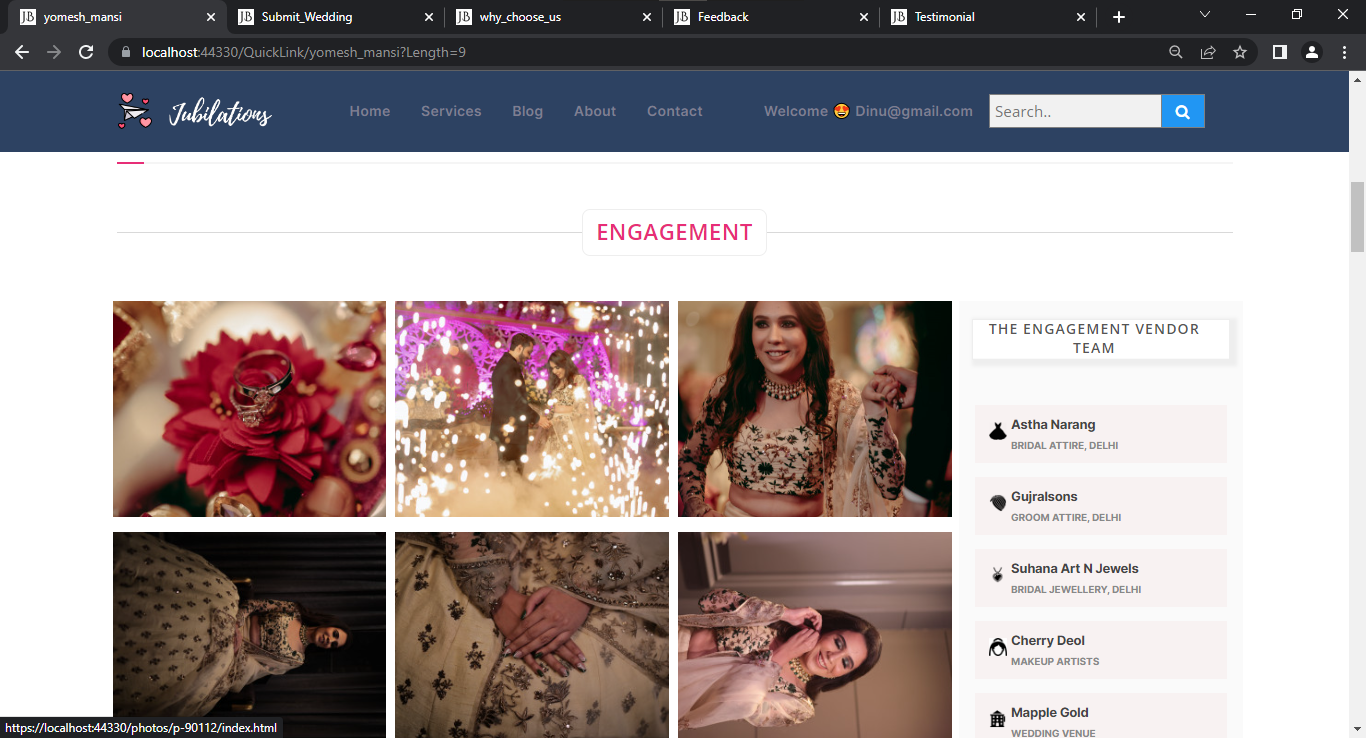 JB yomesh_mansi
JB Submit_Wedding
JB why_choose_us
JB Feedback
JB Testimonial
localhost:44330/QuickLink/yomesh_mansi?Length=9
Jubilations
Home
Services
Blog
About
Contact
Welcome 😍 Dinu@gmail.com
Search..
ENGAGEMENT
THE ENGAGEMENT VENDOR
TEAM
Astha Narang
BRIDAL ATTIRE, DELHI
Gujralsons
GROOM ATTIRE, DELHI
Suhana Art N Jewels
BRIDAL JEWELLERY, DELHI
Cherry Deol
MAKEUP ARTISTS
Mapple Gold
WEDDING VENUE
https://localhost:44330/photos/p-90112/index.html